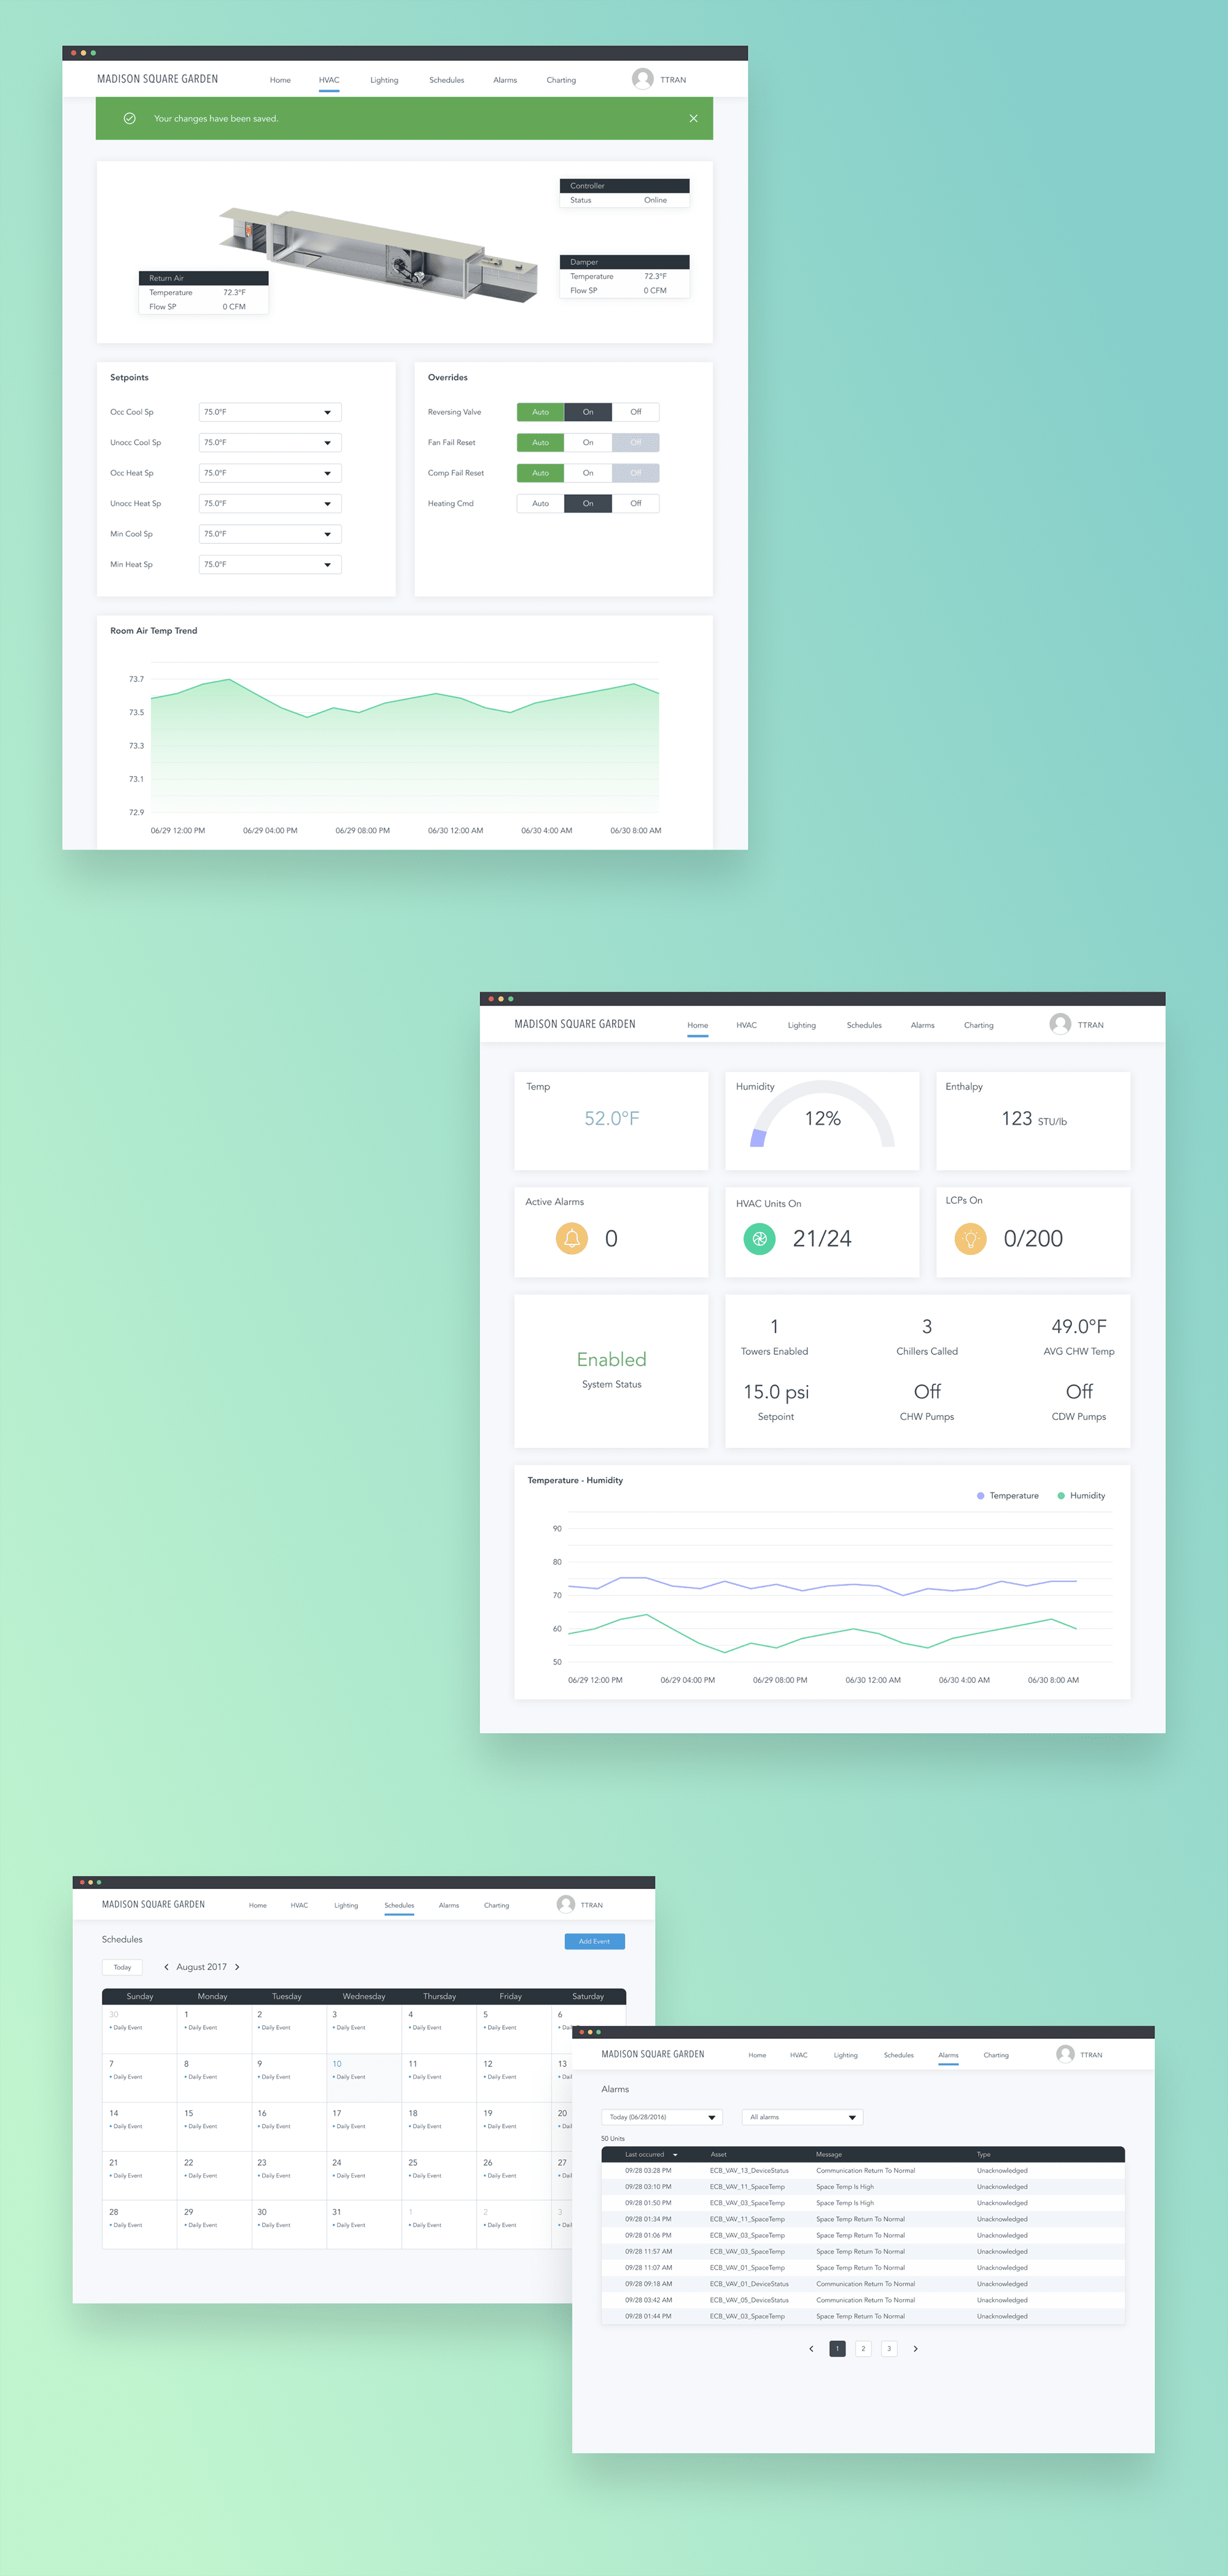 MADISON SQUARE GARDEN Home HVAC Lighting Schedules Alarms Charting TTRAN
Your changes have been saved.
Controller
Status Online
Damper
Temperature 72.3°F
Flow SP 0 CFM
Return Air
Temperature 72.3°F
Flow SP 0 CFM
Setpoints
Occ Cool Sp 75.0°F
Unocc Cool Sp 75.0°F
Occ Heat Sp 75.0°F
Unocc Heat Sp 75.0°F
Min Cool Sp 75.0°F
Min Heat Sp 75.0°F
Overrides
Reversing Valve Auto On Off
Fan Fail Reset Auto On Off
Comp Fail Reset Auto On Off
Heating Cmd Auto On Off
Room Air Temp Trend
73.7
73.5
73.3
73.1
72.9
06/29 12:00 PM 06/29 04:00 PM 06/29 08:00 PM 06/30 12:00 AM 06/30 4:00 AM 06/30 8:00 AM
MADISON SQUARE GARDEN Home HVAC Lighting Schedules Alarms Charting TTRAN
Temp
52.0°F
Humidity
12%
Enthalpy
123 STU/lb
Active Alarms
0
HVAC Units On
21/24
LCPs On
0/200
Enabled
System Status
1 3 49.0°F
Towers Enabled Chillers Called AVG CHW Temp
15.0 psi Off Off
Setpoint CHW Pumps CDW Pumps
Temperature - Humidity
Temperature Humidity
90
80
70
60
50
06/29 12:00 PM 06/29 04:00 PM 06/29 08:00 PM 06/30 12:00 AM 06/30 4:00 AM 06/30 8:00 AM
MADISON SQUARE GARDEN Home HVAC Lighting Schedules Alarms Charting TTRAN
Schedules Add Event
Today August 2017
Sunday Monday Tuesday Wednesday Thursday Friday Saturday
30 1 2 3 4 5 6
Daily Event Daily Event Daily Event Daily Event Daily Event Daily Event
7 8 9 10 11 12 13
Daily Event Daily Event Daily Event Daily Event Daily Event Daily Event Dail
14 15 16 17 18 19 20
Daily Event Daily Event Daily Event Daily Event Daily Event Daily Event Dail
21 22 23 24 25 26 27
Daily Event Daily Event Daily Event Daily Event Daily Event Daily Event Dail
28 29 30 31 1 2 3
Daily Event Daily Event Daily Event Daily Event Daily Event Daily Event Dail
MADISON SQUARE GARDEN Home HVAC Lighting Schedules Alarms Charting TTRAN
Alarms
Today (06/28/2016) All alarms
50 Units
Last occurred Asset Message Type
09/28 03:28 PM ECB_VAV_13_DeviceStatus Communication Return To Normal Unacknowledged
09/28 03:10 PM ECB_VAV_11_SpaceTemp Space Temp Is High Unacknowledged
09/28 01:50 PM ECB_VAV_03_SpaceTemp Space Temp Is High Unacknowledged
09/28 01:34 PM ECB_VAV_11_SpaceTemp Space Temp Return To Normal Unacknowledged
09/28 01:06 PM ECB_VAV_03_SpaceTemp Space Temp Return To Normal Unacknowledged
09/28 11:57 AM ECB_VAV_03_SpaceTemp Space Temp Return To Normal Unacknowledged
09/28 11:07 AM ECB_VAV_01_SpaceTemp Space Temp Return To Normal Unacknowledged
09/28 09:18 AM ECB_VAV_01_DeviceStatus Communication Return To Normal Unacknowledged
09/28 03:42 AM ECB_VAV_05_DeviceStatus Communication Return To Normal Unacknowledged
09/28 01:44 PM ECB_VAV_03_SpaceTemp Space Temp Return To Normal Unacknowledged
1 2 3